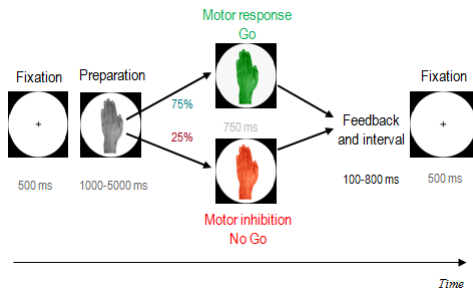 Motor response
Go
Fixation
Preparation
Fixation
75%
750 ms
25%
Feedback
and interval
500 ms
1000-5000 ms
100-800 ms
500 ms
Motor inhibition
No Go
Time